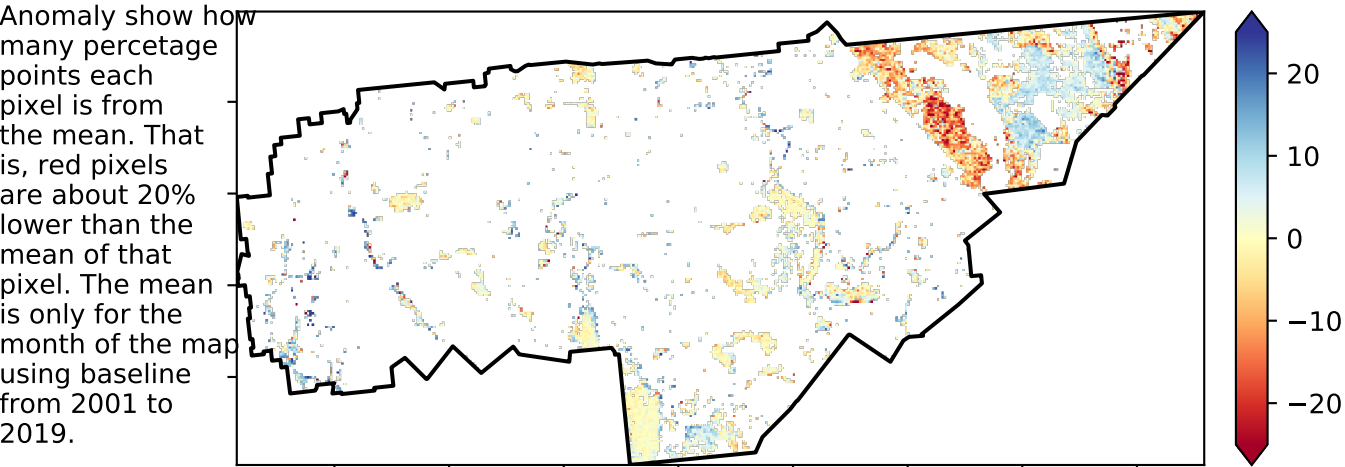 Anomaly show how
many percetage
points each
pixel is from
the mean. That
is, red pixels
are about 20%
lower than the
mean of that
pixel. The mean
is only for the
month of the map
using baseline
from 2001 to
2019.
20
10
0
−10
−20